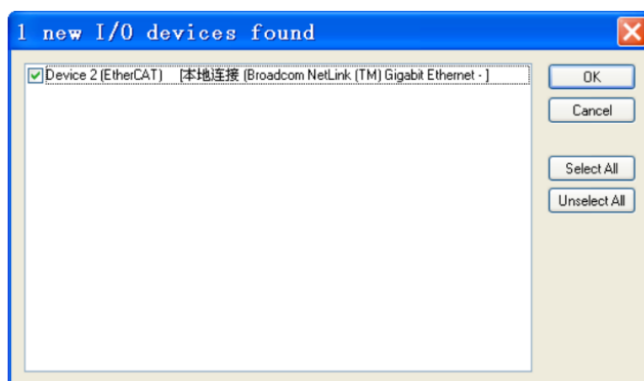 1 new I/O devices found
Device 2 (EtherCAT) [本地连接 (Broadcom NetLink (TM) Gigabit Ethernet - ]
OK
Cancel
Select All
Unselect All